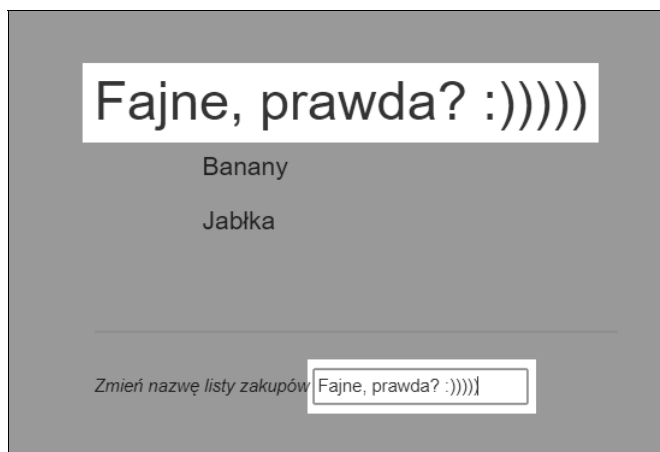 Fajne, prawda? :)))))
Banany
Jabłka
Zmień nazwę listy zakupów Fajne, prawda? :)))))